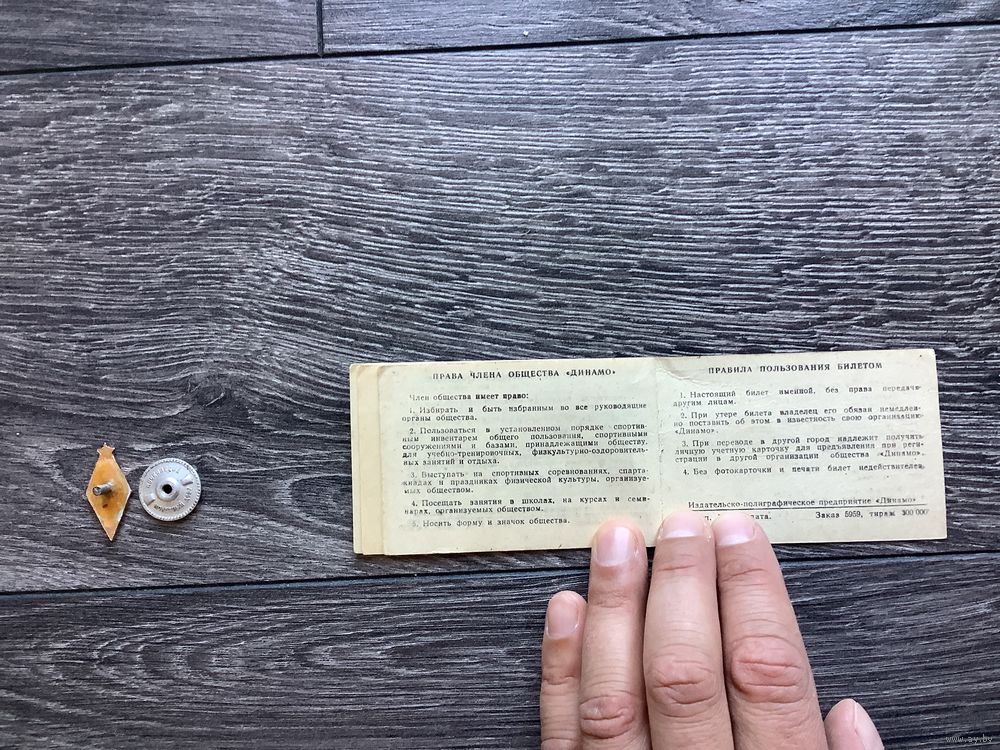 ПРАВА ЧЛЕНА ОБЩЕСТВА «ДИНАМО»
Член общества имеет право:
1. Избирать и быть избранным во все руководящие
органы общества.
2. Пользоваться в установленном порядке спортив-
ным инвентарем общего пользования, спортивными
сооружениями и базами, принадлежащими обществу,
для учебно-тренировочных, физкультурно-оздоровитель-
ных занятий и отдыха.
3. Выступать на спортивных соревнованиях, спарта-
киадах и праздниках физической культуры, организуе-
мых обществом.
4. Посещать занятия в школах, на курсах и семи-
нарах, организуемых обществом.
5. Носить форму и значок общества.
ПРАВИЛА ПОЛЬЗОВАНИЯ БИЛЕТОМ
1. Настоящий билет именной, без права передачи
другим лицам.
2. При утере билета владелец его обязан немедлен-
но поставить об этом в известность свою организацию
«Динамо».
3. При переводе в другой город надлежит получить
личную учетную карточку для предъявления при реги-
страции в другой организации общества «Динамо».
4. Без фотокарточки и печати билет недействителен.
Издательско-полиграфическое предприятие «Динамо»
Заказ 5959, тираж 300 000
www.ay.by